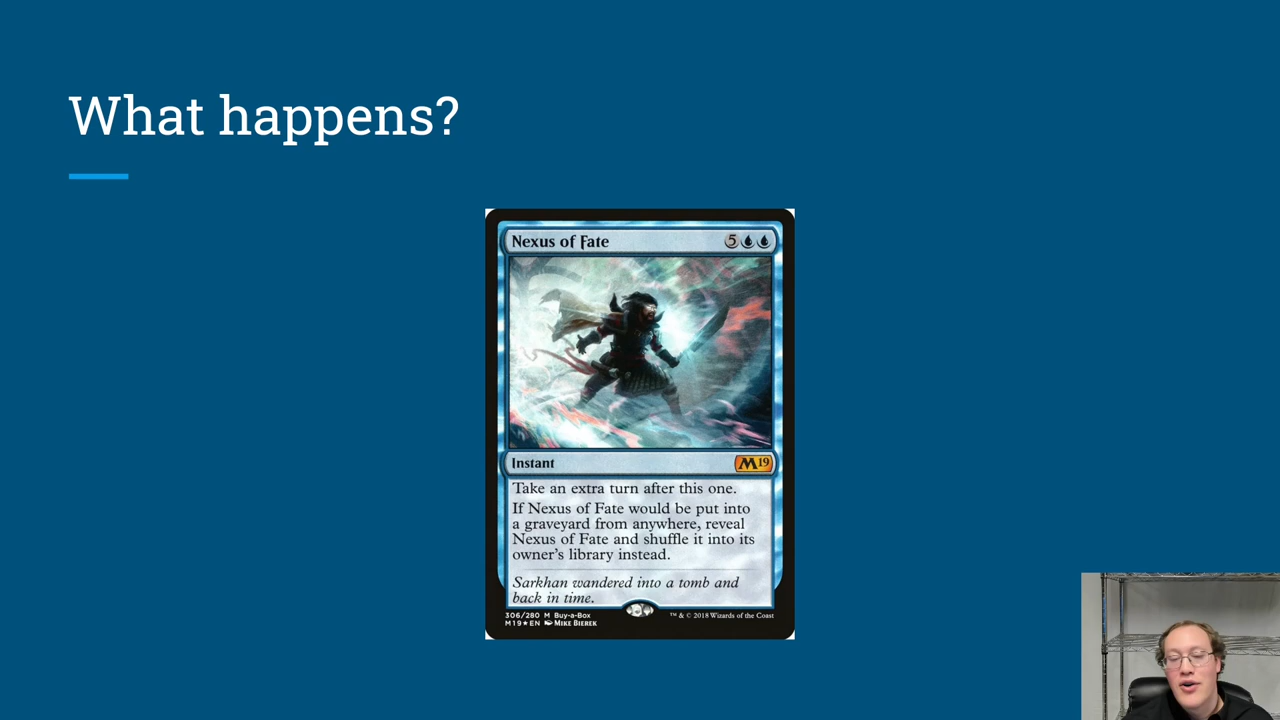 What happens?
Nexus of Fate 5
Instant M19
Take an extra turn after this one.
If Nexus of Fate would be put into
a graveyard from anywhere, reveal
Nexus of Fate and shuffle it into its
owner's library instead.
Sarkhan wandered into a tomb and
back in time.
306/280 M Buy-a-Box
M19★EN Mike Bierek
™ & © 2018 Wizards of the Coast